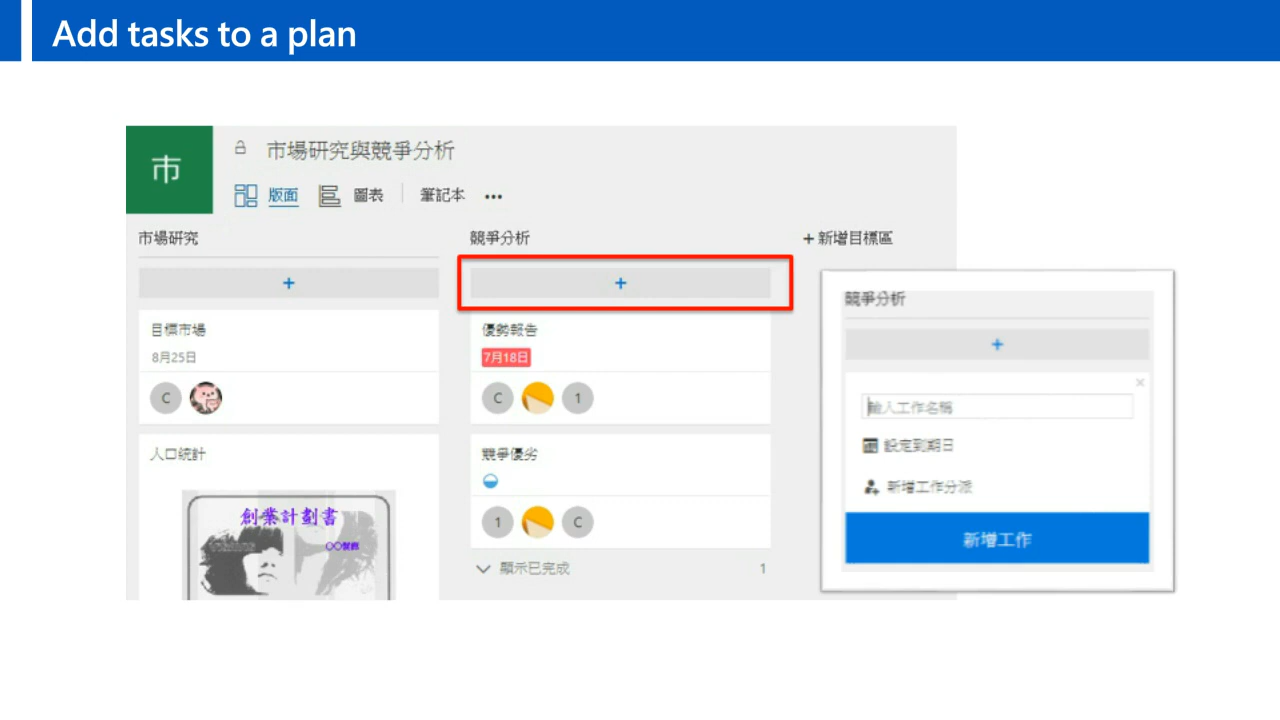 Add tasks to a plan
市
市場研究與競爭分析
版面 圖表 筆記本 •••
市場研究
+
目標市場
8月25日
C
人口統計
創業計劃書
競爭分析
+
優勢報告
7月18日
C 1
競爭優劣
1 C
顯示已完成 1
+ 新增目標區
競爭分析
+
×
輸入工作名稱
設定到期日
新增工作分派
新增工作